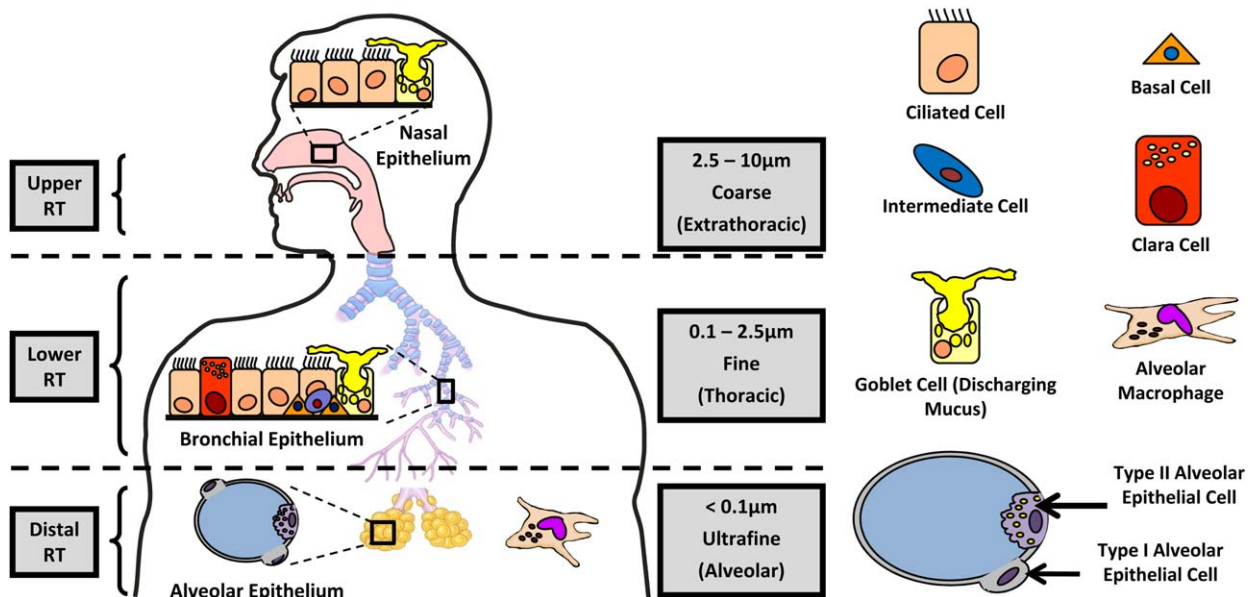 Nasal
Epithelium
Upper
RT
2.5 – 10µm
Coarse
(Extrathoracic)
Lower
RT
0.1 – 2.5µm
Fine
(Thoracic)
Bronchial Epithelium
Distal
RT
< 0.1µm
Ultrafine
(Alveolar)
Alveolar Epithelium
Ciliated Cell
Basal Cell
Intermediate Cell
Clara Cell
Goblet Cell (Discharging
Mucus)
Alveolar
Macrophage
Type II Alveolar
Epithelial Cell
Type I Alveolar
Epithelial Cell